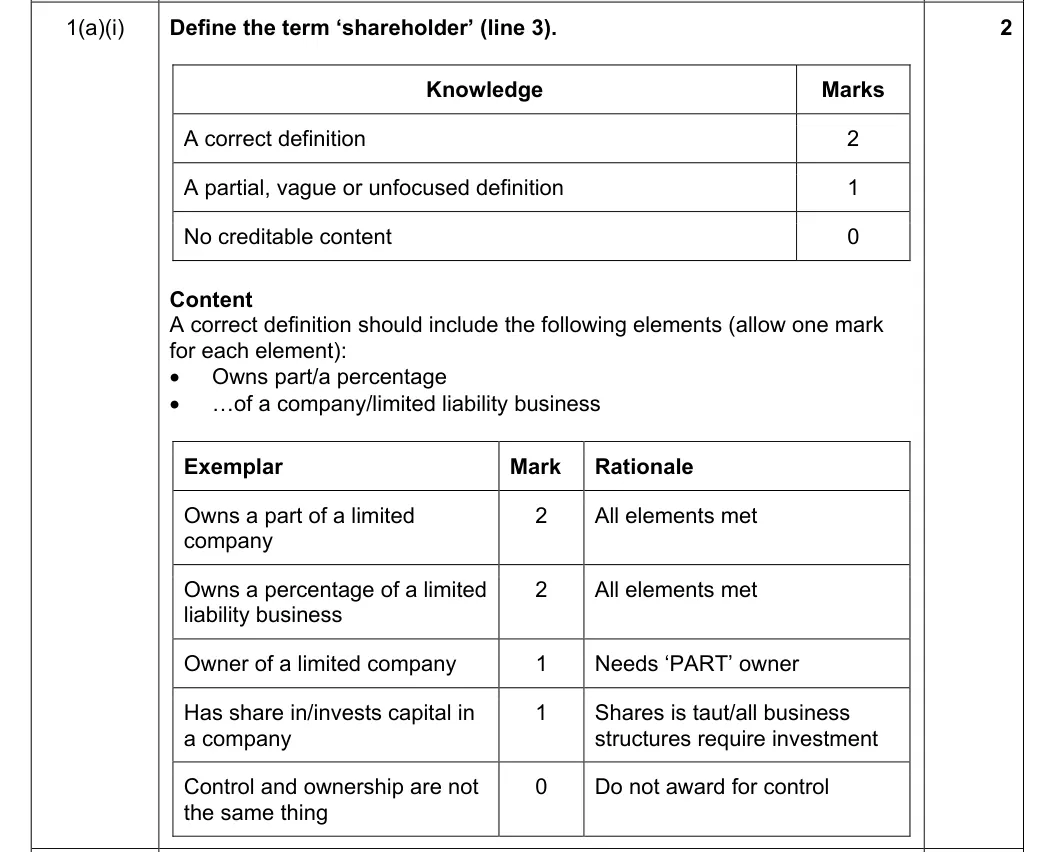 1(a)(i) Define the term ‘shareholder’ (line 3). 2
Knowledge Marks
A correct definition 2
A partial, vague or unfocused definition 1
No creditable content 0
Content
A correct definition should include the following elements (allow one mark
for each element):
• Owns part/a percentage
• …of a company/limited liability business
Exemplar Mark Rationale
Owns a part of a limited 2 All elements met
company
Owns a percentage of a limited 2 All elements met
liability business
Owner of a limited company 1 Needs ‘PART’ owner
Has share in/invests capital in 1 Shares is taut/all business
a company structures require investment
Control and ownership are not 0 Do not award for control
the same thing